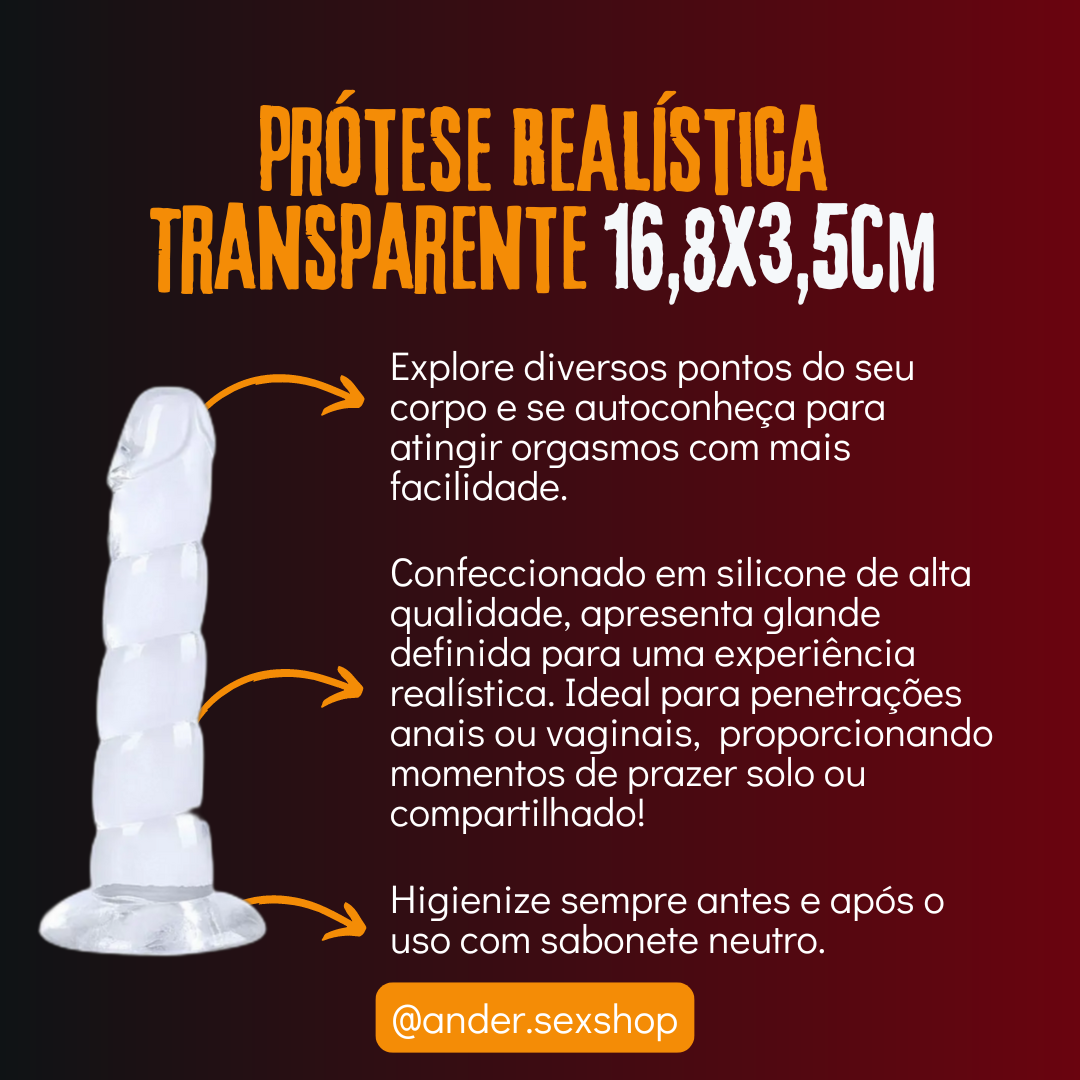 PRÓTESE REALÍSTICA
TRANSPARENTE 16,8X3,5CM
Explore diversos pontos do seu
corpo e se autoconheça para
atingir orgasmos com mais
facilidade.
Confeccionado em silicone de alta
qualidade, apresenta glande
definida para uma experiência
realística. Ideal para penetrações
anais ou vaginais,  proporcionando
momentos de prazer solo ou
compartilhado!
Higienize sempre antes e após o
uso com sabonete neutro.
@ander.sexshop